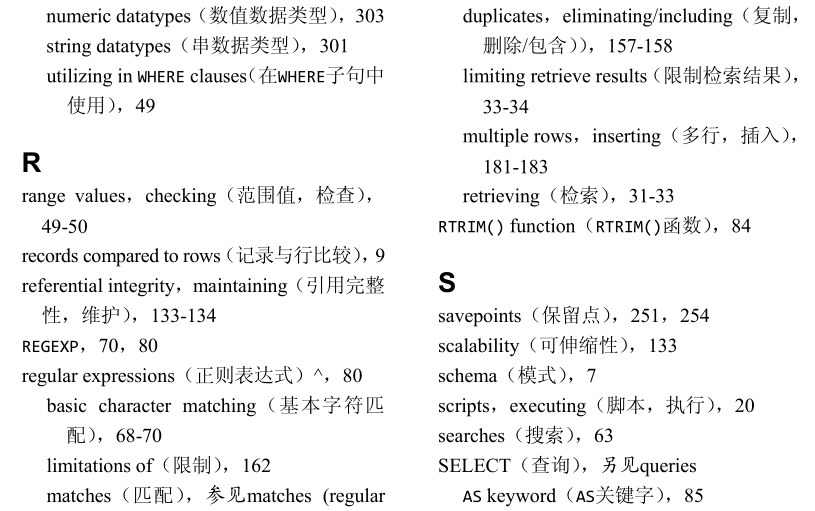 numeric datatypes（数值数据类型），303
string datatypes（串数据类型），301
utilizing in WHERE clauses（在WHERE子句中
使用），49
R
range values，checking（范围值，检查），
49-50
records compared to rows（记录与行比较），9
referential integrity，maintaining（引用完整
性，维护），133-134
REGEXP，70，80
regular expressions（正则表达式）^，80
basic character matching（基本字符匹
配），68-70
limitations of（限制），162
matches（匹配），参见matches (regular
duplicates，eliminating/including（复制，
删除/包含）），157-158
limiting retrieve results（限制检索结果），
33-34
multiple rows，inserting（多行，插入），
181-183
retrieving（检索），31-33
RTRIM() function（RTRIM()函数），84
S
savepoints（保留点），251，254
scalability（可伸缩性），133
schema（模式），7
scripts，executing（脚本，执行），20
searches（搜索），63
SELECT（查询），另见queries
AS keyword（AS关键字），85